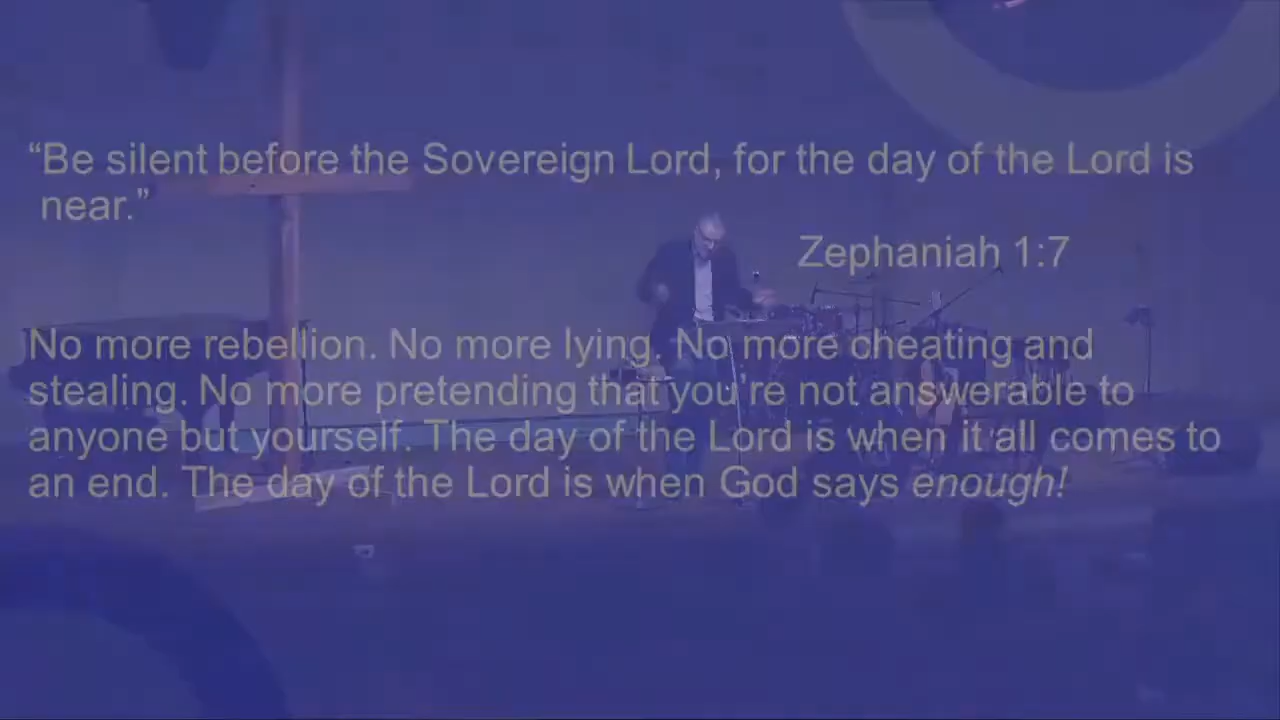 “Be silent before the Sovereign Lord, for the day of the Lord is
near.”
Zephaniah 1:7
No more rebellion. No more lying. No more cheating and
stealing. No more pretending that you're not answerable to
anyone but yourself. The day of the Lord is when it all comes to
an end. The day of the Lord is when God says enough!